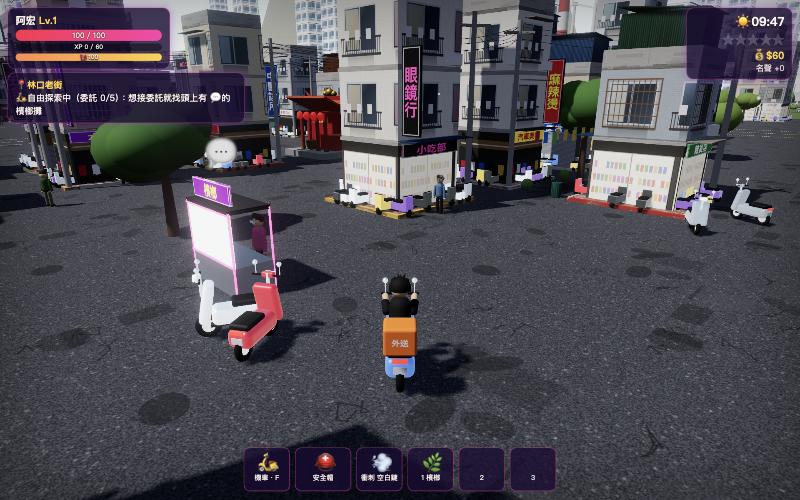 阿宏 Lv.1
100 / 100
XP 0 / 60
100
林口老街
自由探索中（委託 0/5）：想接委託就找頭上有 💬的
檳榔攤
09:47
$60
名聲 +0
眼鏡行
小吃部
麻辣燙
檳榔
外送
機車・F
安全帽
衝刺 空白鍵
1 檳榔
2
3